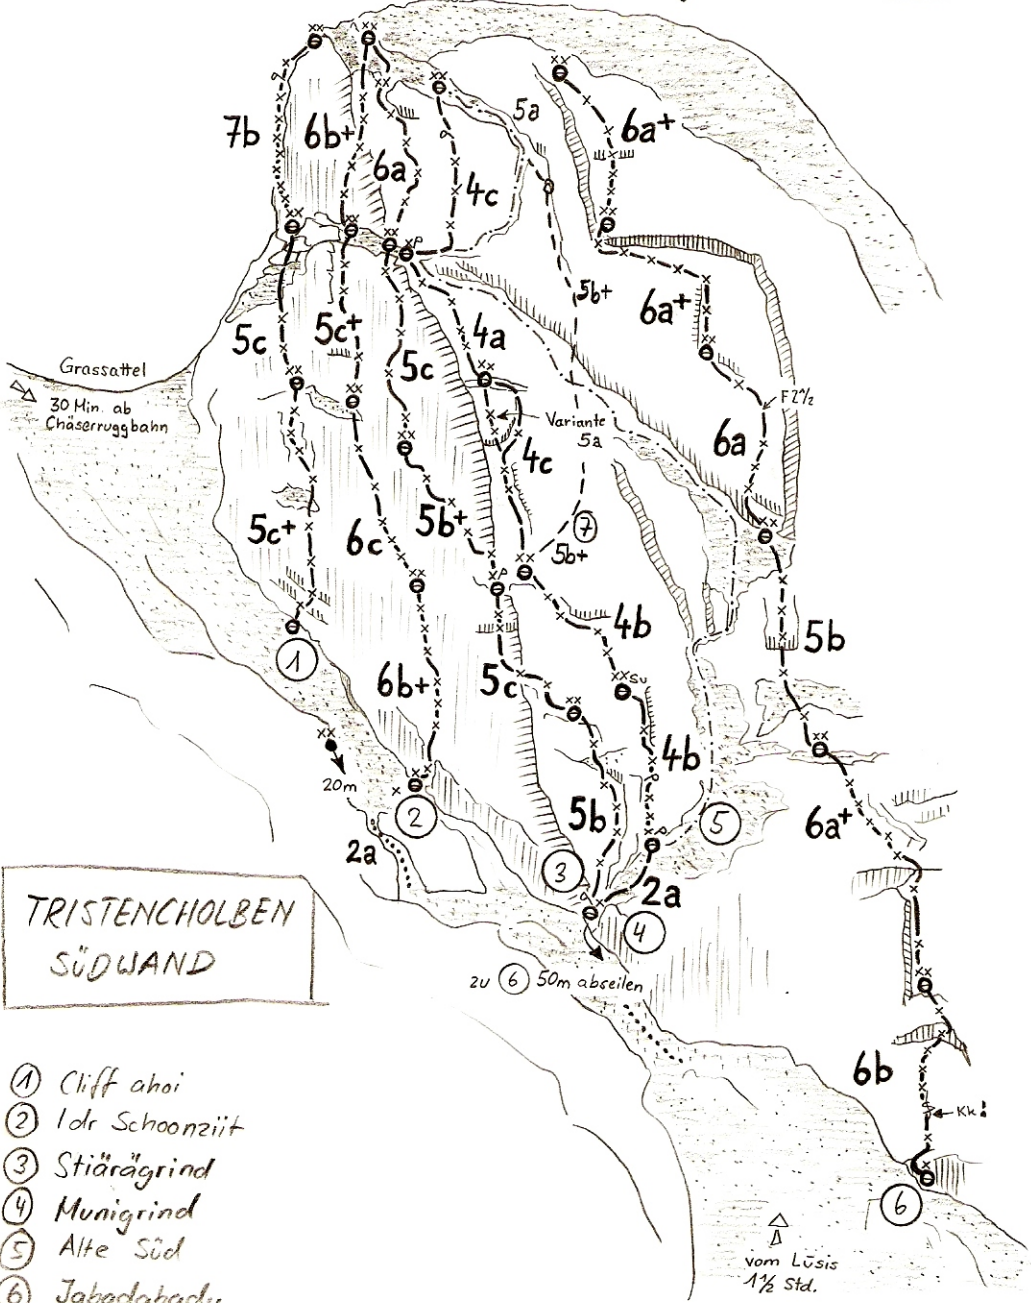 7b
6b+
6a
4c
5a
6a+
5b+
6a+
5c
5c+
5c
4a
Grassattel
30 Min. ab
Chäserruggbahn
Variante
5a
F2½
6a
4c
5c+
6c
5b+
7
5b+
4b
5b
1
6b+
5c
SU
4b
20m
2
5b
5
6a+
2a
3
2a
4
TRISTENCHOLBEN
SÜDWAND
zu 6 50m abseilen
6b
Kk!
6
vom Lüsis
1½ Std.
1 Cliff ahoi
2 Idr Schoonziit
3 Stiärägrind
4 Munigrind
5 Alte Süd
6 Jabadabadu